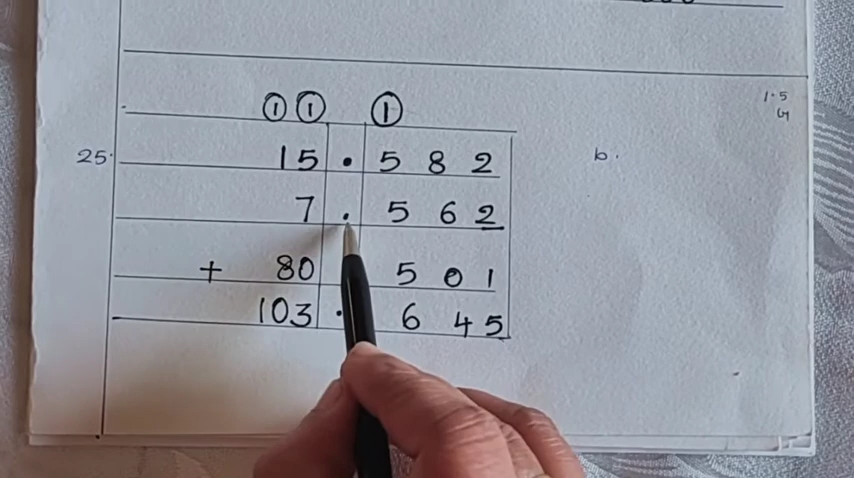 1.5
25.
① ① ①
15 . 5 8 2
b.
7 . 5 6 2
+ 80 5 0 1
103 . 6 4 5